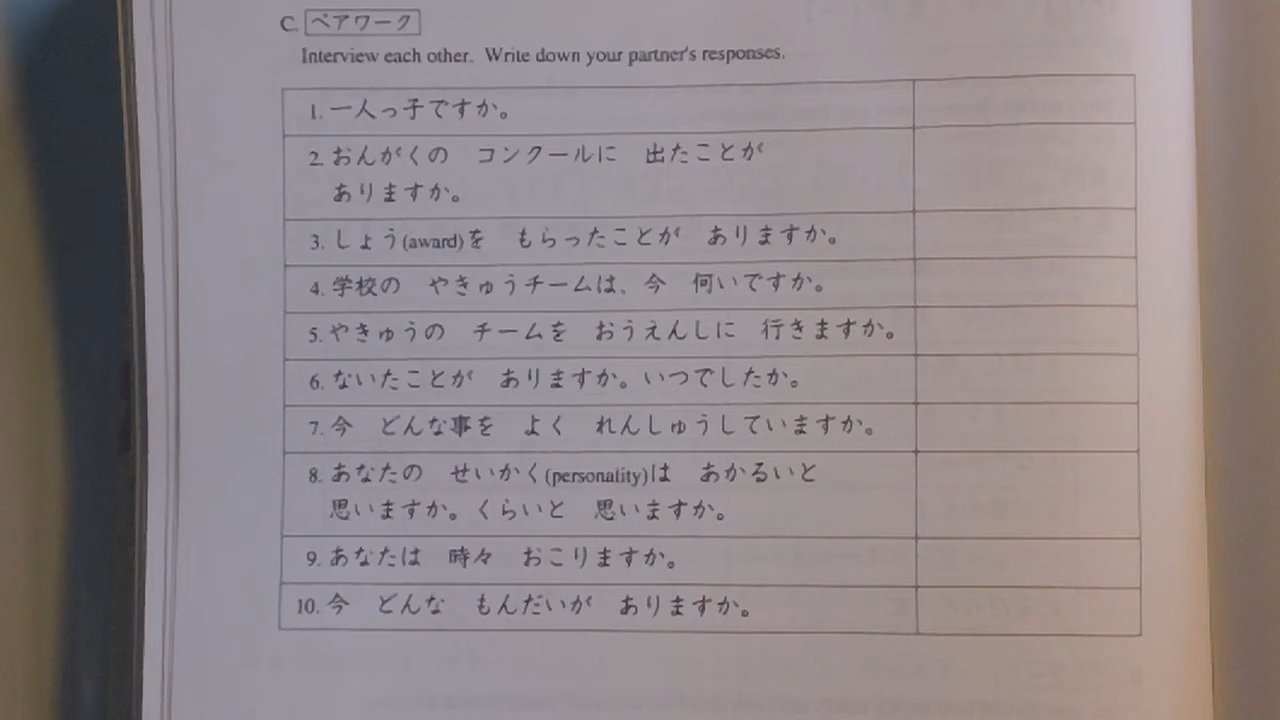 C. ペアワーク
Interview each other. Write down your partner's responses.
1. 一人っ子ですか。
2. おんがくの コンクールに 出たことが
ありますか。
3. しょう(award)を もらったことが ありますか。
4. 学校の やきゅうチームは、今 何いですか。
5. やきゅうの チームを おうえんしに 行きますか。
6. ないたことが ありますか。いつでしたか。
7. 今 どんな事を よく れんしゅうしていますか。
8. あなたの せいかく(personality)は あかるいと
思いますか。くらいと 思いますか。
9. あなたは 時々 おこりますか。
10. 今 どんな もんだいが ありますか。